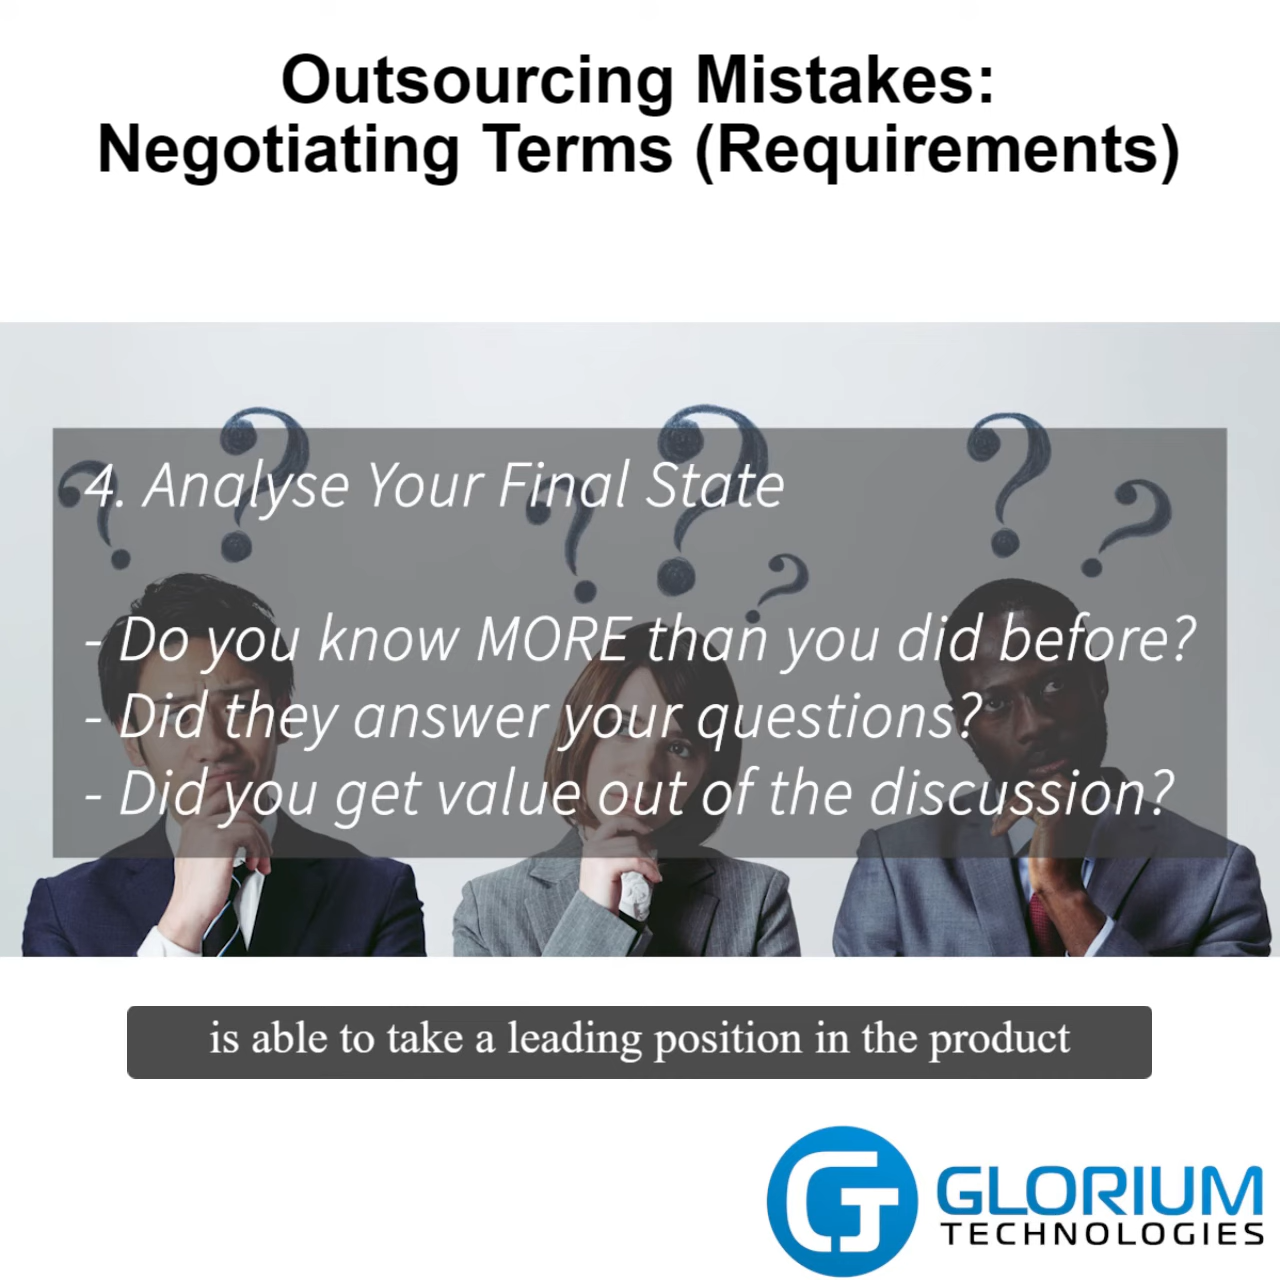 Outsourcing Mistakes:
Negotiating Terms (Requirements)
4. Analyse Your Final State
- Do you know MORE than you did before?
- Did they answer your questions?
- Did you get value out of the discussion?
is able to take a leading position in the product
GLORIUM
TECHNOLOGIES